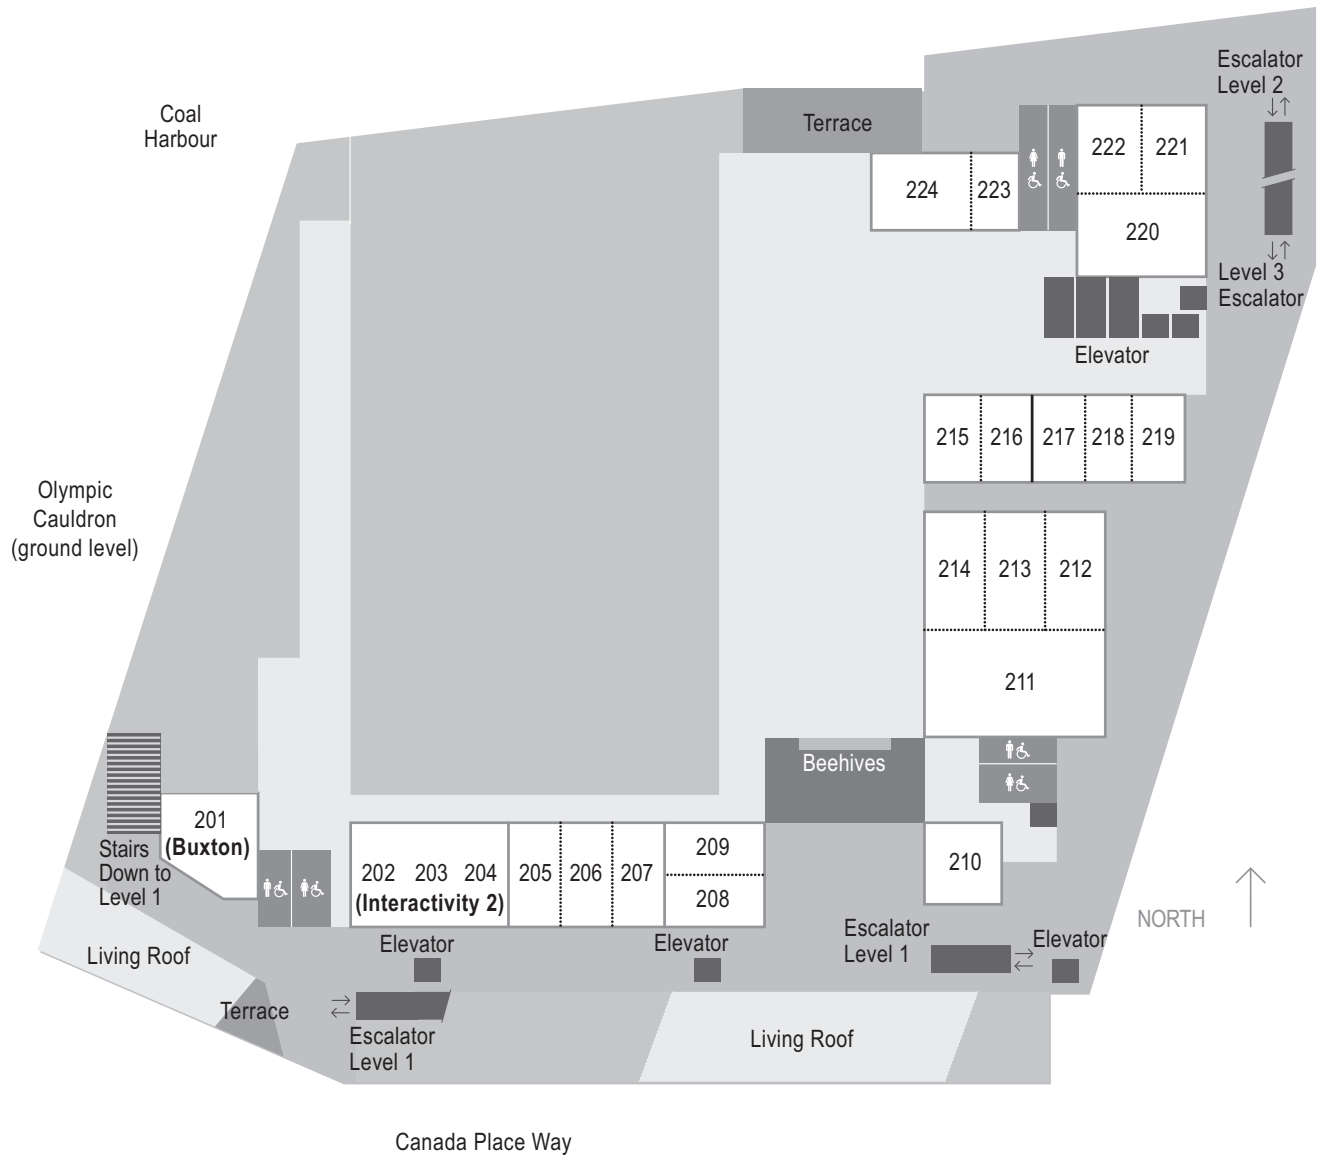 Escalator
Level 2
Coal
Harbour
Terrace
222
221
224
223
220
Level 3
Escalator
Elevator
215
216
217
218
219
Olympic
Cauldron
(ground level)
214
213
212
211
Beehives
201
(Buxton)
Stairs
Down to
Level 1
202 203 204
(Interactivity 2)
205
206
207
209
208
210
NORTH
Escalator
Level 1
Elevator
Elevator
Elevator
Living Roof
Terrace
Escalator
Level 1
Living Roof
Canada Place Way